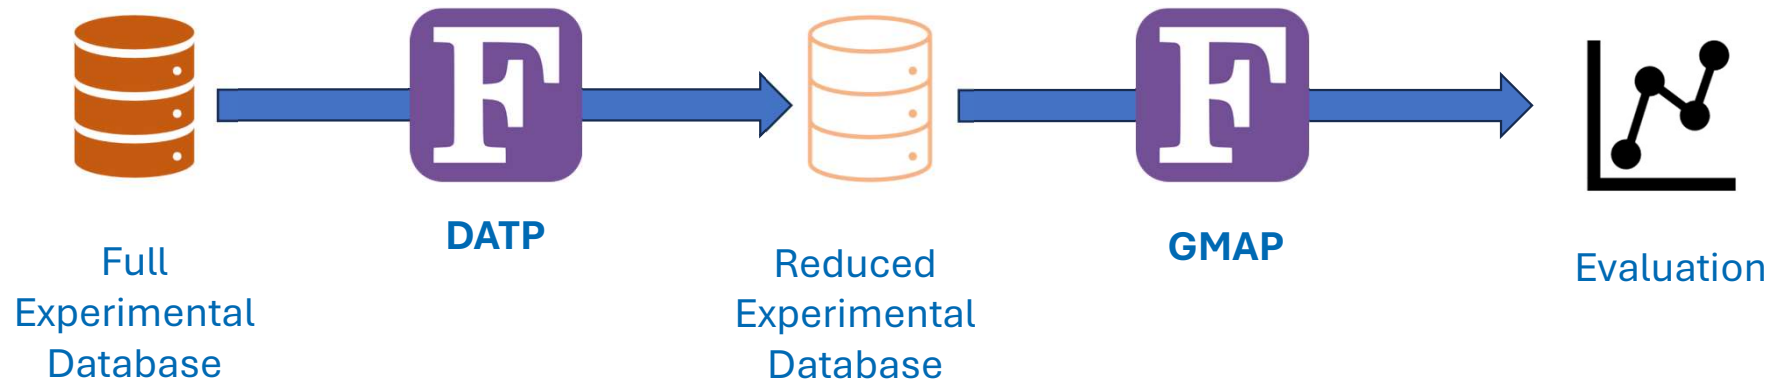 F
F
DATP
GMAP
Full
Experimental
Database
Reduced
Experimental
Database
Evaluation